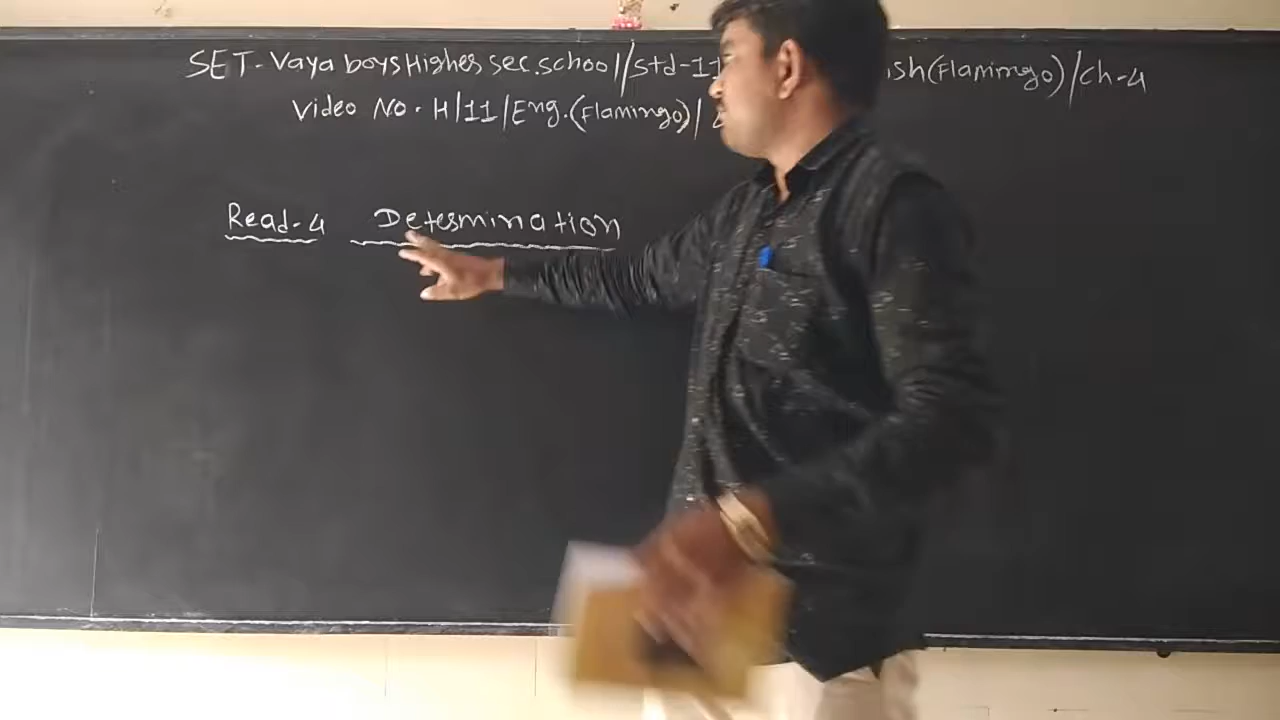 SET-Vaya boys Higher sec.school//std-11 ish(Flamingo)/ch-4
Video No. H/11/Eng.(Flamingo)/
Read-4 Determination